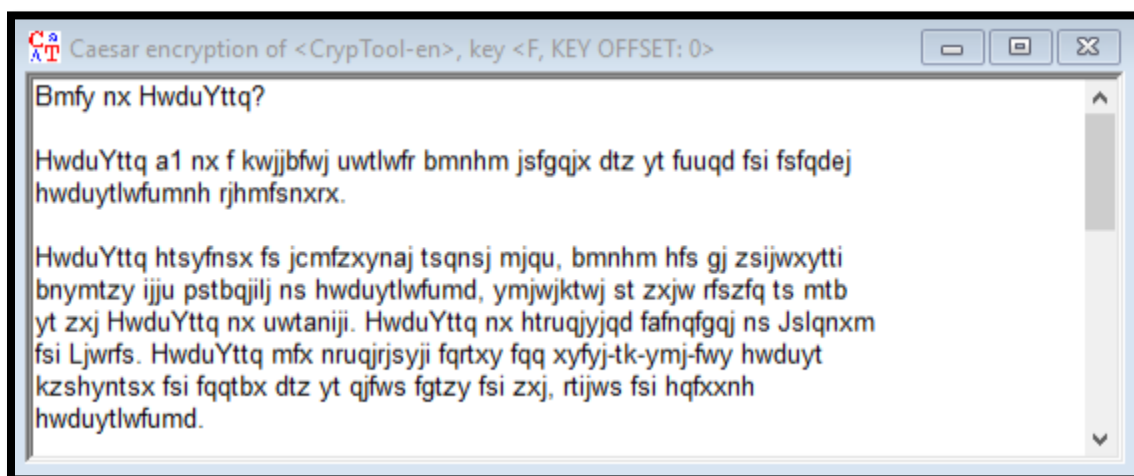 Caesar encryption of <CrypTool-en>, key <F, KEY OFFSET: 0>
Bmfy nx HwduYttq?
HwduYttq a1 nx f kwjjbfwj uwtlwfr bmnhm jsfgqjx dtz yt fuuqd fsi fsfqdej
hwduytlwfumnh rjhmfsnxrx.
HwduYttq htsyfnsx fs jcmfzxynaj tsqnsj mjqu, bmnhm hfs gj zsijwxytti
bnymtzy ijju pstbqjilj ns hwduytlwfumd, ymjwjktwj st zxjw rfszfq ts mtb
yt zxj HwduYttq nx uwtaniji. HwduYttq nx htruqjyjqd fafnqfgqj ns Jslqnxm
fsi Ljwrfs. HwduYttq mfx nruqjrjsyji fqrtxy fqq xyfyj-tk-ymj-fwy hwduyt
kzshyntsx fsi fqqtbx dtz yt qjfws fgtzy fsi zxj, rtijws fsi hqfxxnh
hwduytlwfumd.